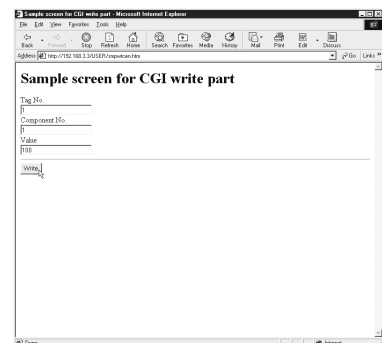 Sample screen for CGI write part - Microsoft Internet Explorer
File Edit View Favorites Tools Help
Back Forward Stop Refresh Home Search Favorites Media History Mail Print Edit Discuss
Address http://192.168.3.3/USER/smpwtcen.htm Go Links »
Sample screen for CGI write part
Tag No.
1
Component No.
1
Value
100
Write
Done Internet